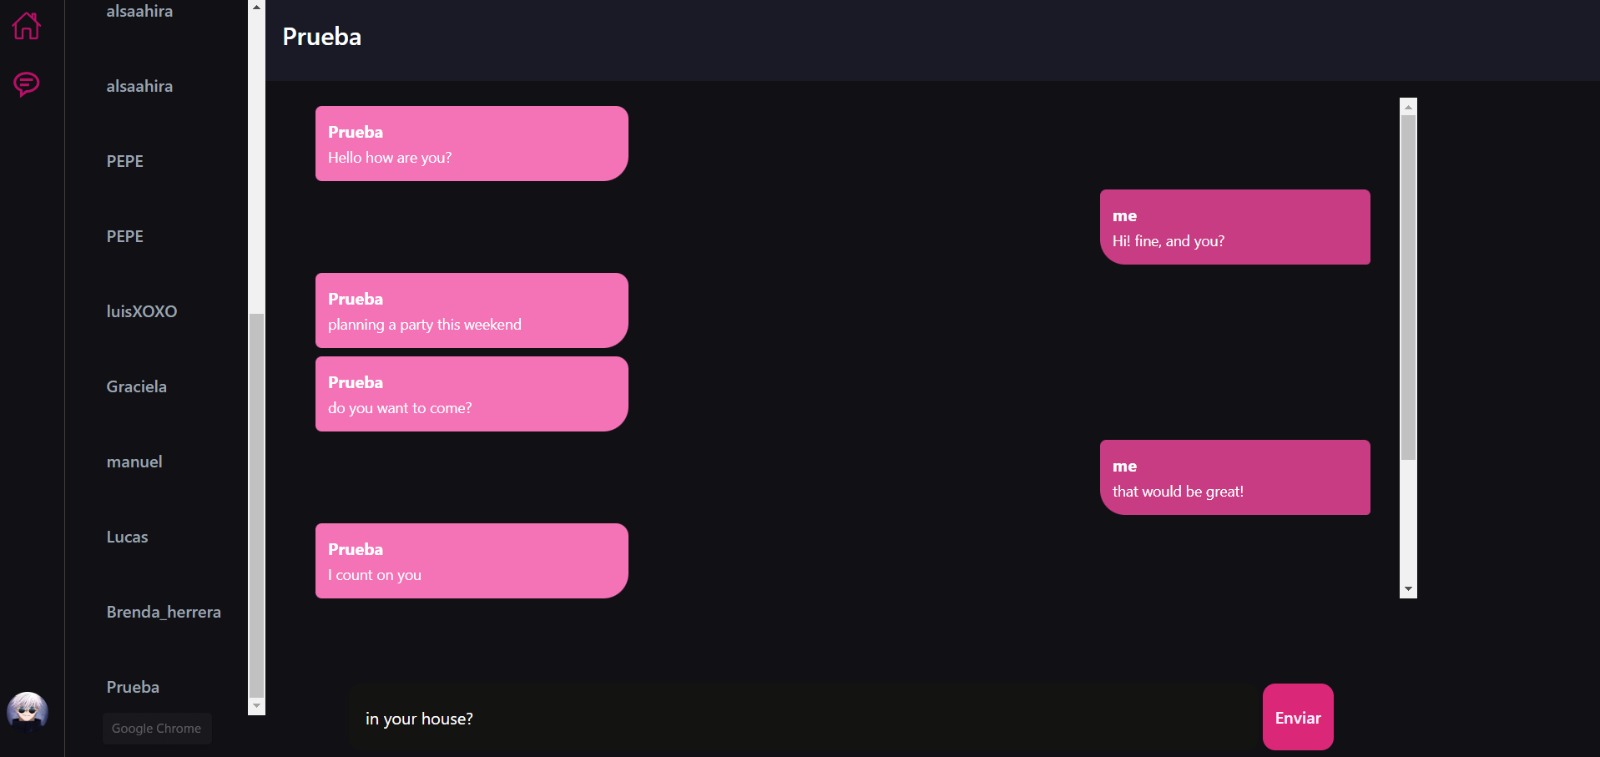 alsaahira
alsaahira
PEPE
PEPE
luisXOXO
Graciela
manuel
Lucas
Brenda_herrera
Prueba
Google Chrome
Prueba
Prueba
Hello how are you?
me
Hi! fine, and you?
Prueba
planning a party this weekend
Prueba
do you want to come?
me
that would be great!
Prueba
I count on you
in your house?
Enviar